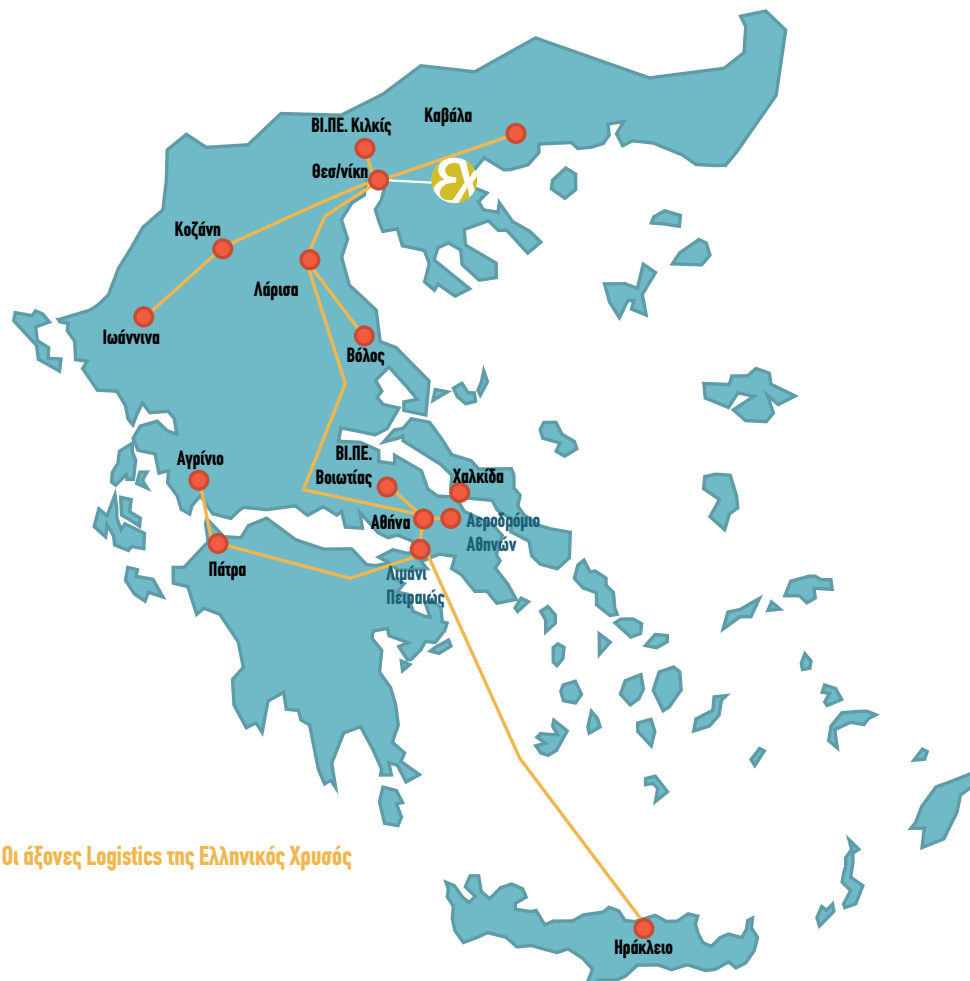 Καβάλα
ΒΙ.ΠΕ. Κιλκίς
Θεσ/νίκη
εχ
Κοζάνη
Λάρισα
Ιωάννινα
Βόλος
ΒΙ.ΠΕ.
Βοιωτίας
Αγρίνιο
Χαλκίδα
Αθήνα
Αεροδρόμιο
Αθηνών
Πάτρα
Λιμάνι
Πειραιώς
Οι άξονες Logistics της Ελληνικός Χρυσός
Ηράκλειο